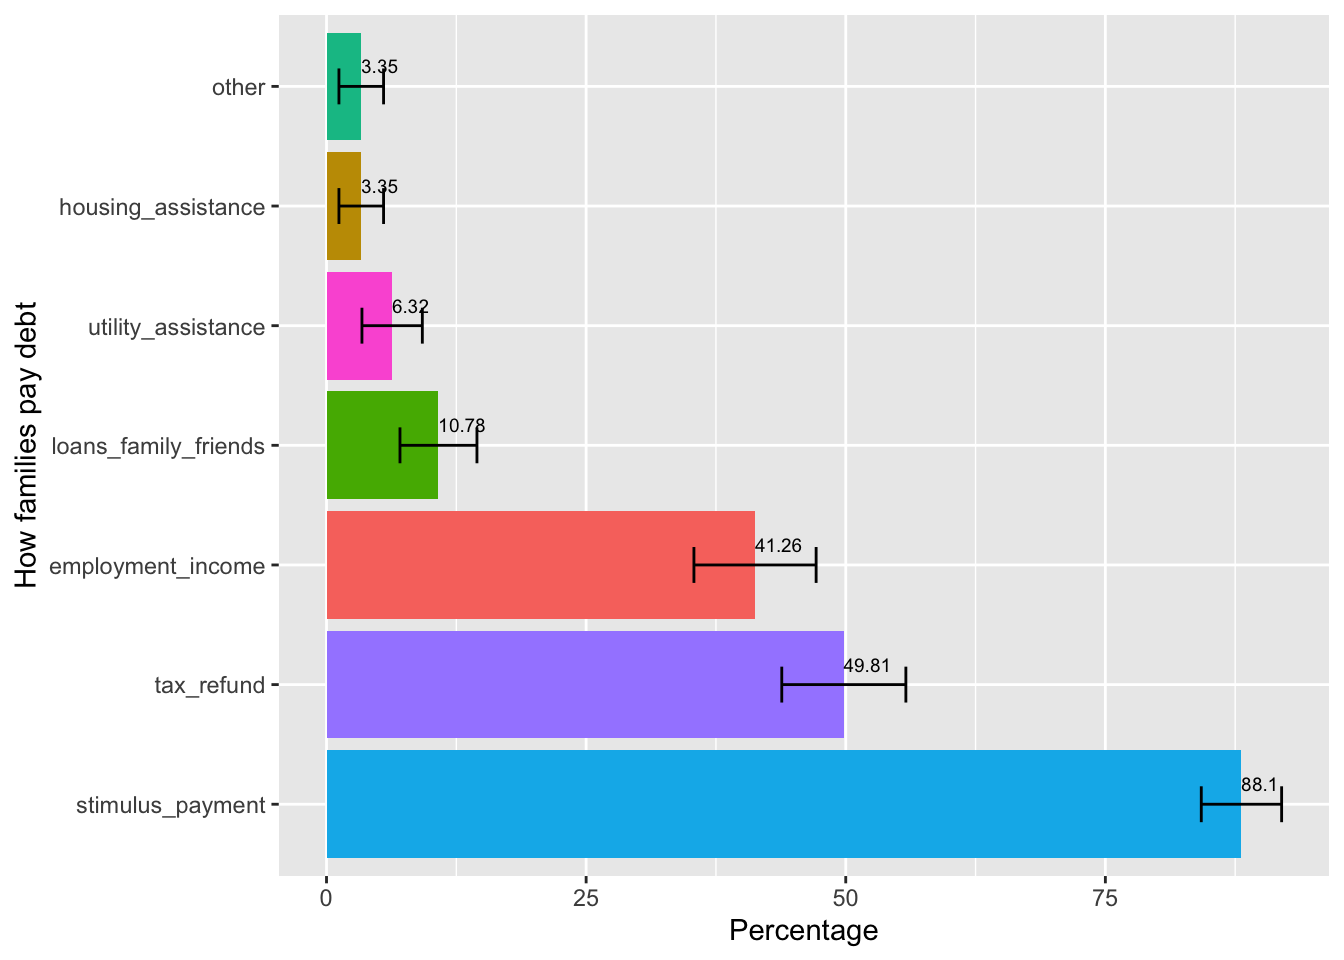 other
3.35
housing_assistance
3.35
utility_assistance
6.32
loans_family_friends
10.78
employment_income
41.26
tax_refund
49.81
stimulus_payment
88.1
How families pay debt
0 25 50 75
Percentage